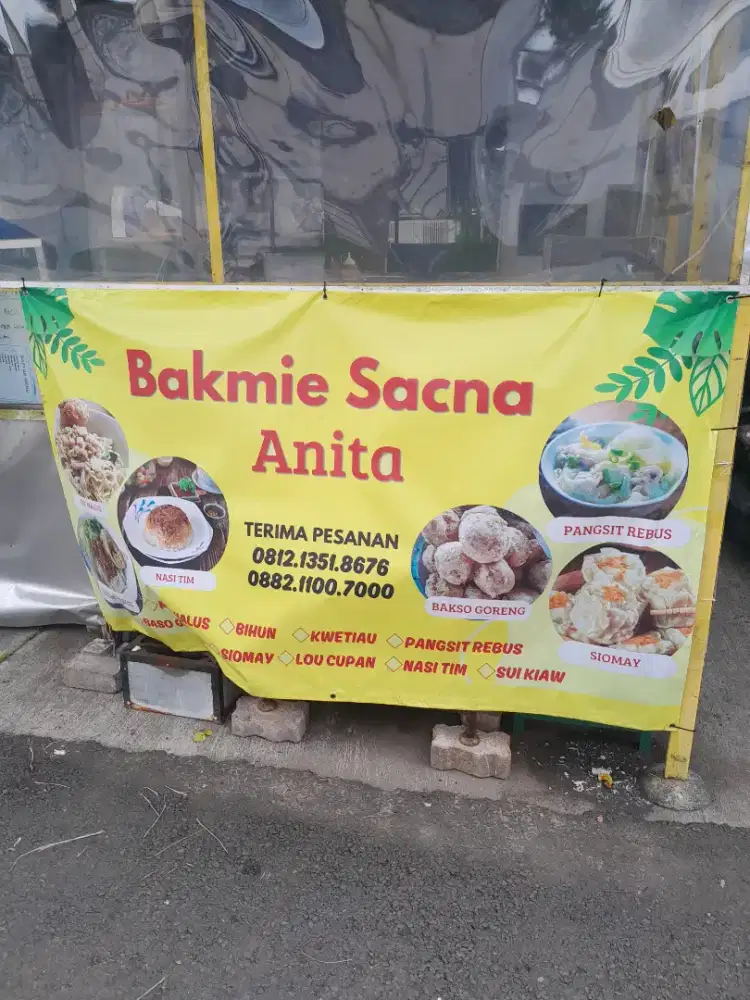 Bakmie Sacna
Anita
TERIMA PESANAN
0812.1351.8676
0882.1100.7000
NASI TIM
BAKSO GORENG
PANGSIT REBUS
SIOMAY
BIHUN KWETIAU PANGSIT REBUS
SIOMAY LOU CUPAN NASI TIM SUI KIAW